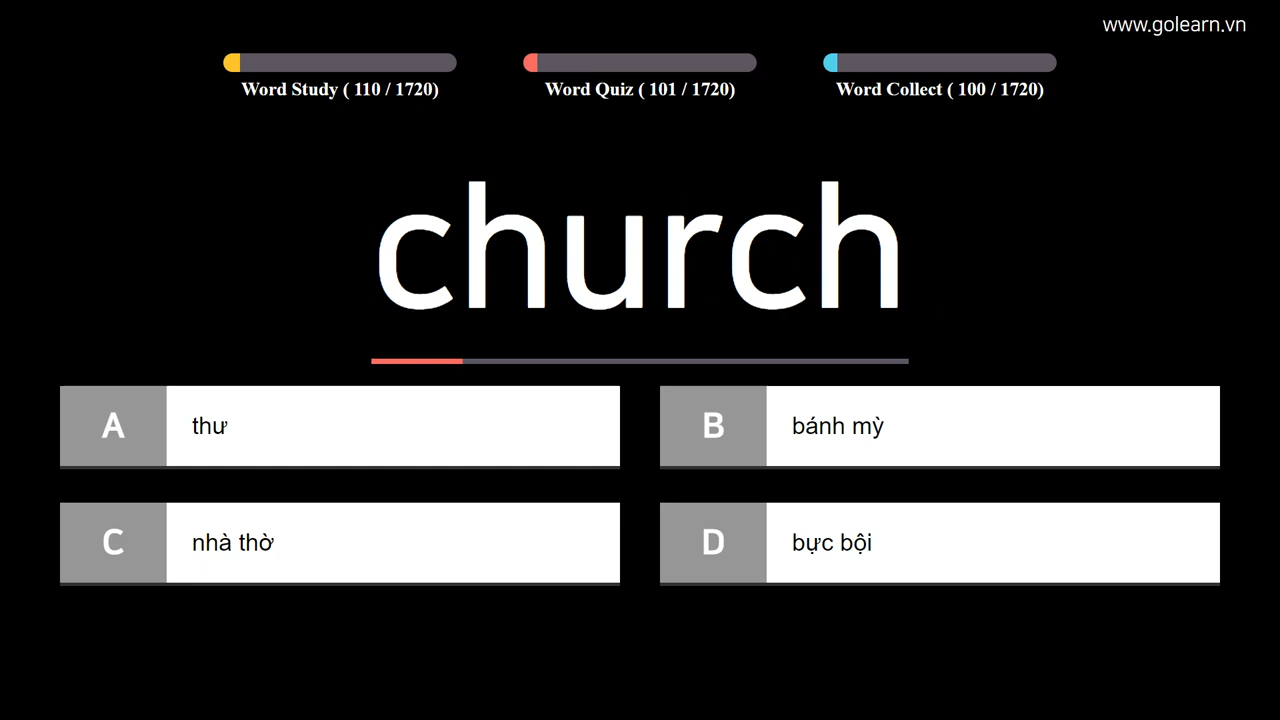 www.golearn.vn
Word Study ( 110 / 1720)
Word Quiz ( 101 / 1720)
Word Collect ( 100 / 1720)
church
A thư
B bánh mỳ
C nhà thờ
D bực bội